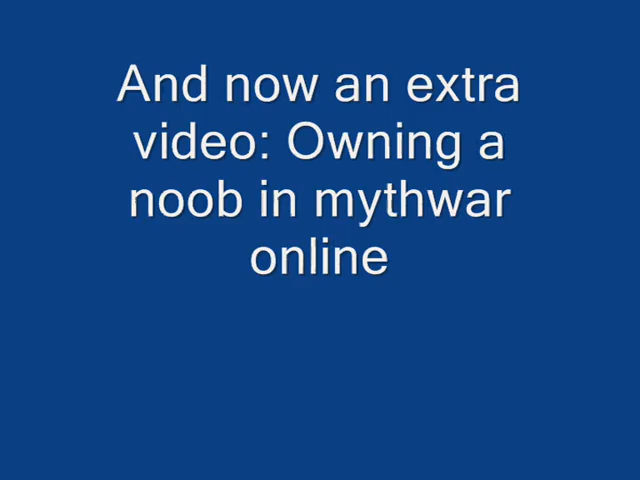 And now an extra
video: Owning a
noob in mythwar
online